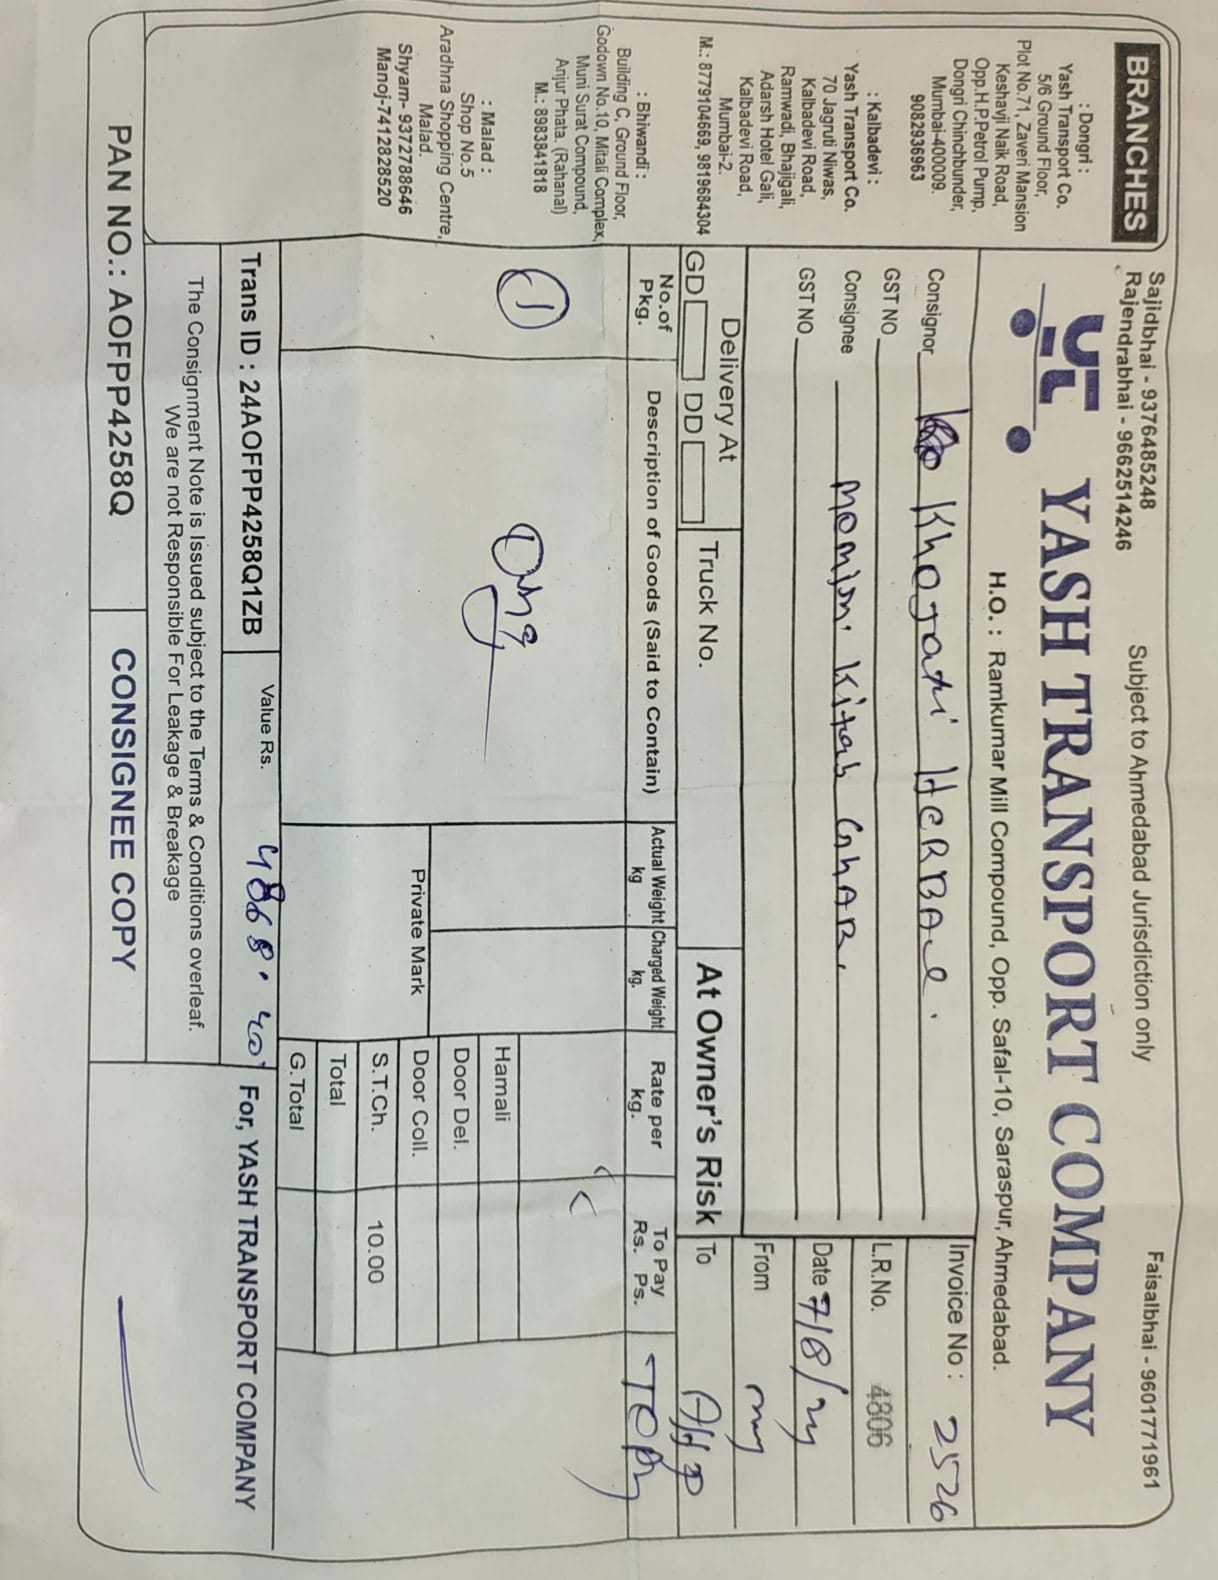 Sajidbhai - 9376485248 Subject to Ahmedabad Jurisdiction only Faisalbhai - 9601771961
Rajendrabhai - 9662514246
YASH TRANSPORT COMPANY
H.O. : Ramkumar Mill Compound, Opp. Safal-10, Saraspur, Ahmedabad.
BRANCHES
: Dongri :
Yash Transport Co.
5/6 Ground Floor,
Plot No.71, Zaveri Mansion
Keshavji Naik Road,
Opp.H.P.Petrol Pump,
Dongri Chinchbunder,
Mumbai-400009.
9082936963
: Kalbadevi :
Yash Transport Co.
70 Jagruti Niwas,
Kalbadevi Road,
Ramwadi, Bhajigali,
Adarsh Hotel Gali,
Kalbadevi Road,
Mumbai-2.
M.: 8779104669, 9819684304
: Bhiwandi :
Building C, Ground Floor,
Godown No.10, Mitali Complex,
Muni Surat Compound,
Anjur Phata. (Rahanal)
M.: 8983841818
: Malad :
Shop No.5
Aradhna Shopping Centre,
Malad.
Shyam- 9372788646
Manoj-7412828520
Consignor Khojati HERBAL.
GST NO
Consignee momin. Kitab GhAR.
GST NO
Invoice No : 2526
L.R.No. 4806
Date 7/8/24
From
To AHD
Delivery At
GD DD
Truck No.
At Owner's Risk
No.of Pkg.
Description of Goods (Said to Contain)
Actual Weight kg
Charged Weight kg.
Rate per kg.
To Pay Rs. Ps.
1
Private Mark
Hamali
Door Del.
Door Coll.
S.T.Ch. 10.00
Total
G.Total
Trans ID : 24AOFPP4258Q1ZB
Value Rs.
For, YASH TRANSPORT COMPANY
The Consignment Note is Issued subject to the Terms & Conditions overleaf.
We are not Responsible For Leakage & Breakage
PAN NO.: AOFPP4258Q
CONSIGNEE COPY